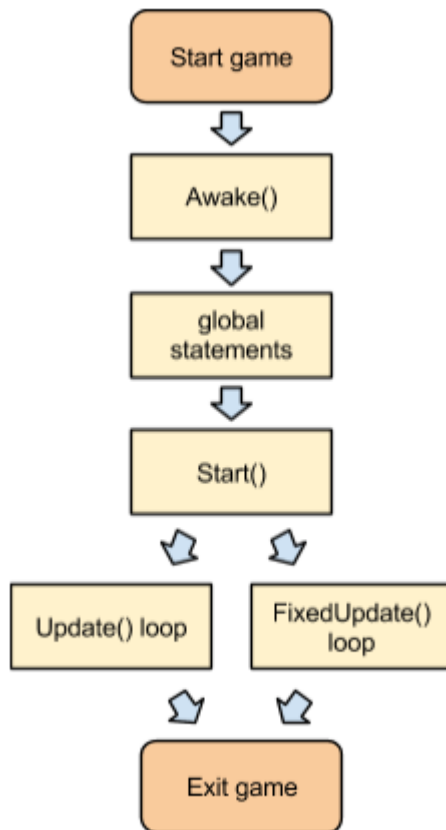 Start game
Awake()
global
statements
Start()
Update() loop
FixedUpdate()
loop
Exit game